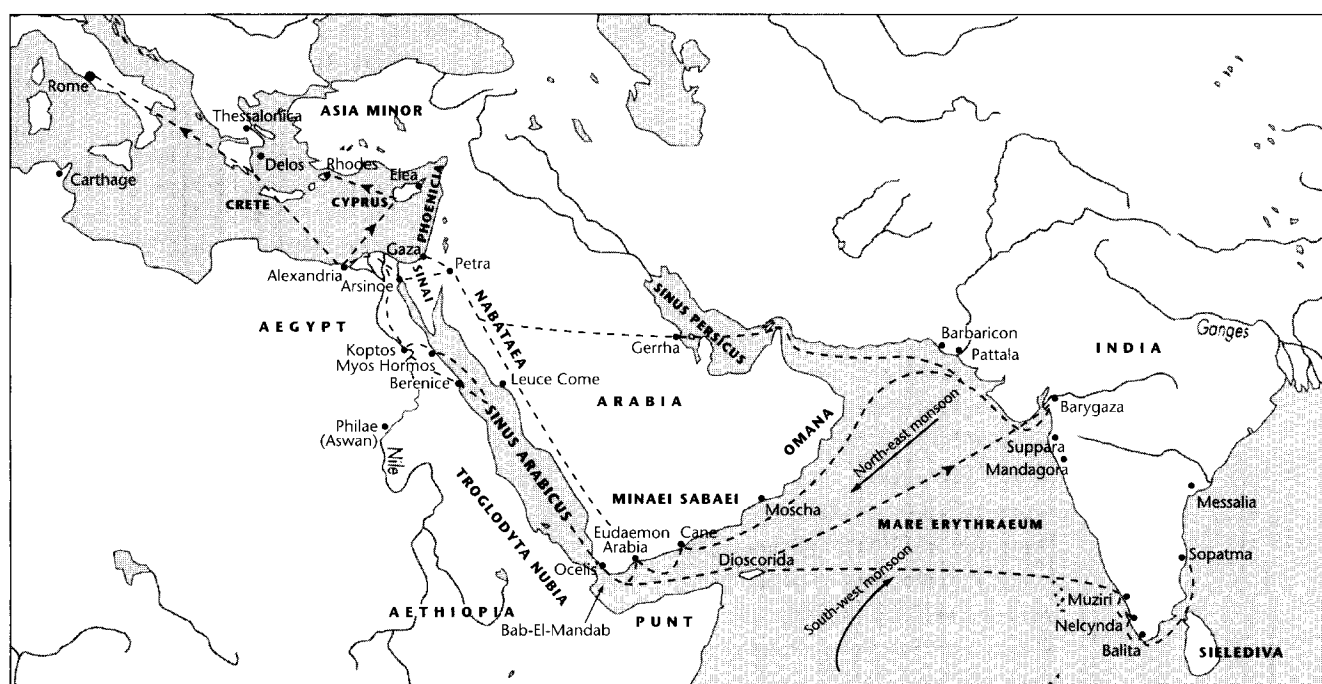 Rome
ASIA MINOR
Thessalonica
Delos
Rhodes
Elea
Carthage
CRETE
CYPRUS
PHOENICIA
Gaza
Alexandria
Petra
Arsinoe
SINAI
SINUS PERSICUS
NABATAEA
AEGYPT
Barbaricon
Ganges
Koptos
Gerrha
Pattala
INDIA
Myos Hormos
Berenice
Leuce Come
ARABIA
Barygaza
Philae
(Aswan)
Nile
SINUS ARABICUS
OMANA
North-east monsoon
Suppara
Mandagora
TROGLODYTA NUBIA
MINAEI SABAEI
Moscha
MARE ERYTHRAEUM
Messalia
Eudaemon
Arabia
Cane
Dioscorida
Sopatma
Ocelis
South-west monsoon
Muziri
AETHIOPIA
PUNT
Nelcynda
Bab-El-Mandab
Balita
SIELEDIVA